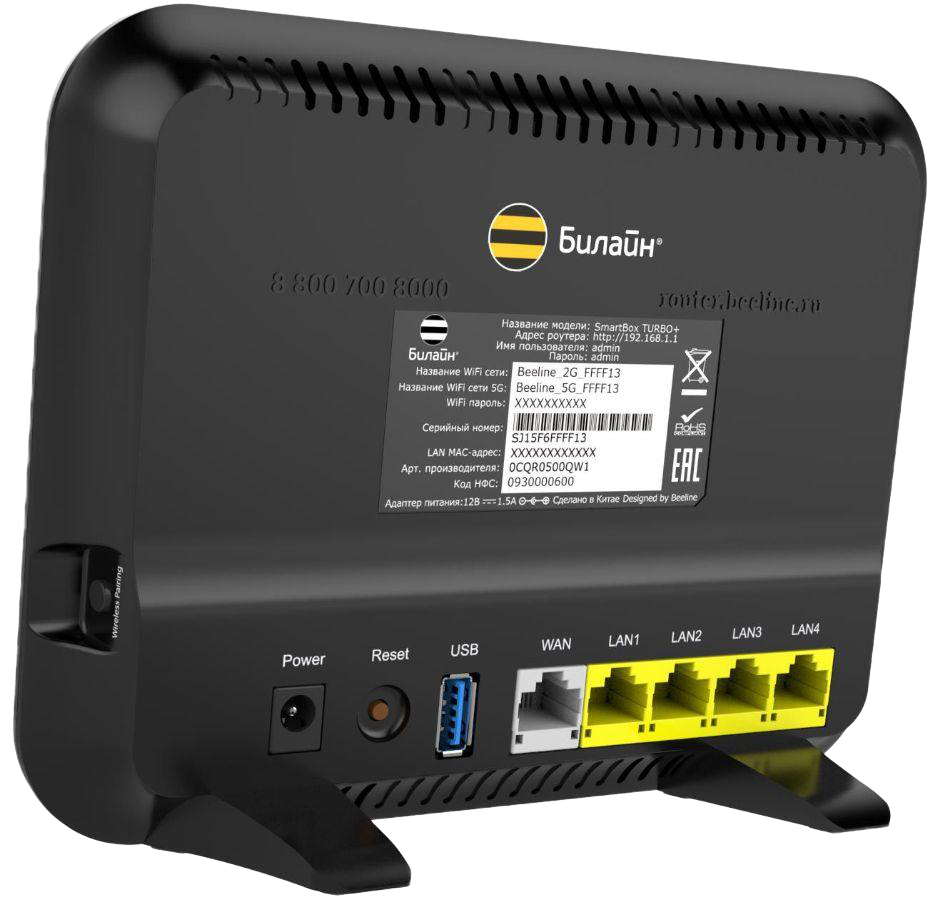 Билайн®
8 800 700 8000
router.beeline.ru
Билайн®
Название модели: SmartBox TURBO+
Адрес роутера: http://192.168.1.1
Имя пользователя: admin
Пароль: admin
Название WiFi сети: Beeline_2G_FFFF13
Название WiFi сети 5G: Beeline_5G_FFFF13
WiFi пароль: XXXXXXXXXX
Серийный номер:
SJ15F6FFFF13
LAN MAC-адрес: XXXXXXXXXXXX
Арт. производителя: 0CQR0500QW1
Код НФС: 0930000600
Адаптер питания:12В 1.5А Сделано в Китае Designed by Beeline
RoHS
COMPLIANT
EAC
Wireless Pairing
Power
Reset
USB
WAN
LAN1
LAN2
LAN3
LAN4